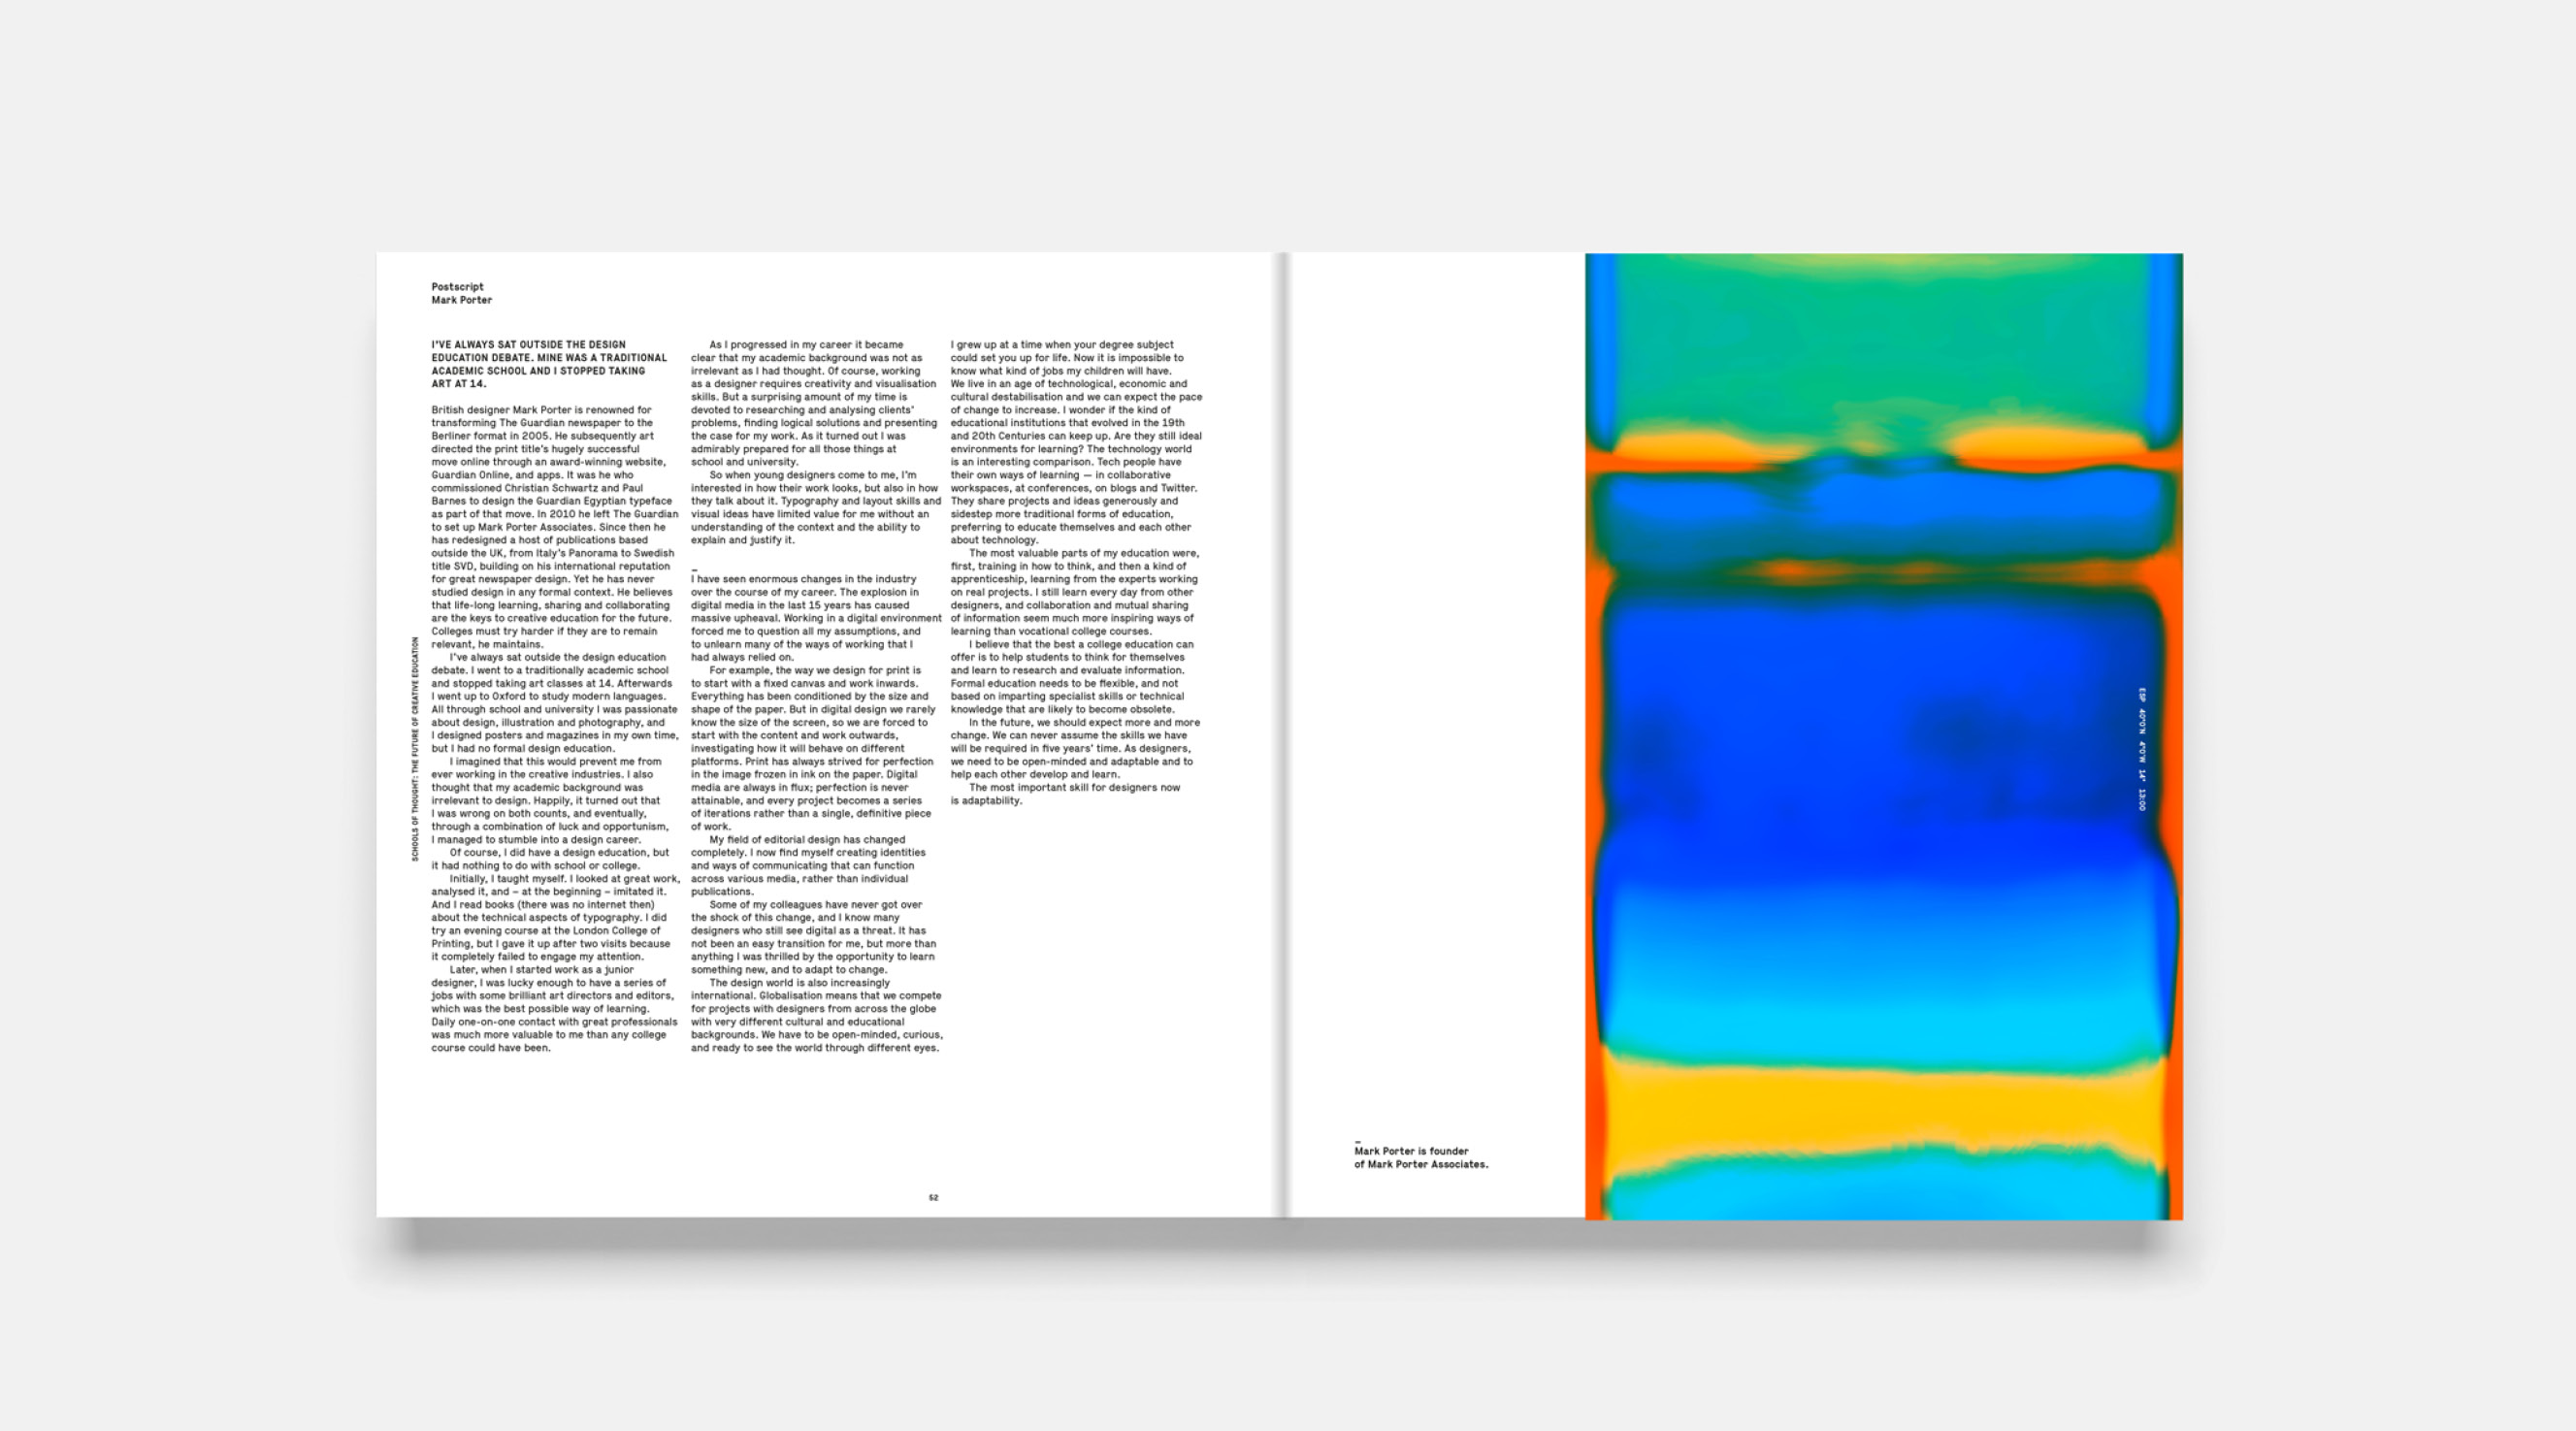 Postscript
Mark Porter
I'VE ALWAYS SAT OUTSIDE THE DESIGN
EDUCATION DEBATE. MINE WAS A TRADITIONAL
ACADEMIC SCHOOL AND I STOPPED TAKING
ART AT 14.
British designer Mark Porter is renowned for
transforming The Guardian newspaper to the
Berliner format in 2005. He subsequently art
directed the print title's hugely successful
move online through an award-winning website,
Guardian Online, and apps. It was he who
commissioned Christian Schwartz and Paul
Barnes to design the Guardian Egyptian typeface
as part of that move. In 2010 he left The Guardian
to set up Mark Porter Associates. Since then he
has redesigned a host of publications based
outside the UK, from Italy's Panorama to Swedish
title SVD, building on his international reputation
for great newspaper design. Yet he has never
studied design in any formal context. He believes
that life-long learning, sharing and collaborating
are the keys to creative education for the future.
Colleges must try harder if they are to remain
relevant, he maintains.
I've always sat outside the design education
debate. I went to a traditionally academic school
and stopped taking art classes at 14. Afterwards
I went up to Oxford to study modern languages.
All through school and university I was passionate
about design, illustration and photography, and
I designed posters and magazines in my own time,
but I had no formal design education.
I imagined that this would prevent me from
ever working in the creative industries. I also
thought that my academic background was
irrelevant to design. Happily, it turned out that
I was wrong on both counts, and eventually,
through a combination of luck and opportunism,
I managed to stumble into a design career.
Of course, I did have a design education, but
it had nothing to do with school or college.
Initially, I taught myself. I looked at great work,
analysed it, and – at the beginning – imitated it.
And I read books (there was no internet then)
about the technical aspects of typography. I did
try an evening course at the London College of
Printing, but I gave it up after two visits because
it completely failed to engage my attention.
Later, when I started work as a junior
designer, I was lucky enough to have a series of
jobs with some brilliant art directors and editors,
which was the best possible way of learning.
Daily one-on-one contact with great professionals
was much more valuable to me than any college
course could have been.
As I progressed in my career it became
clear that my academic background was not as
irrelevant as I had thought. Of course, working
as a designer requires creativity and visualisation
skills. But a surprising amount of my time is
devoted to researching and analysing clients'
problems, finding logical solutions and presenting
the case for my work. As it turned out I was
admirably prepared for all those things at
school and university.
So when young designers come to me, I'm
interested in how their work looks, but also in how
they talk about it. Typography and layout skills and
visual ideas have limited value for me without an
understanding of the context and the ability to
explain and justify it.
–
I have seen enormous changes in the industry
over the course of my career. The explosion in
digital media in the last 15 years has caused
massive upheaval. Working in a digital environment
forced me to question all my assumptions, and
to unlearn many of the ways of working that I
had always relied on.
For example, the way we design for print is
to start with a fixed canvas and work inwards.
Everything has been conditioned by the size and
shape of the paper. But in digital design we rarely
know the size of the screen, so we are forced to
start with the content and work outwards,
investigating how it will behave on different
platforms. Print has always strived for perfection
in the image frozen in ink on the paper. Digital
media are always in flux; perfection is never
attainable, and every project becomes a series
of iterations rather than a single, definitive piece
of work.
My field of editorial design has changed
completely. I now find myself creating identities
and ways of communicating that can function
across various media, rather than individual
publications.
Some of my colleagues have never got over
the shock of this change, and I know many
designers who still see digital as a threat. It has
not been an easy transition for me, but more than
anything I was thrilled by the opportunity to learn
something new, and to adapt to change.
The design world is also increasingly
international. Globalisation means that we compete
for projects with designers from across the globe
with very different cultural and educational
backgrounds. We have to be open-minded, curious,
and ready to see the world through different eyes.
I grew up at a time when your degree subject
could set you up for life. Now it is impossible to
know what kind of jobs my children will have.
We live in an age of technological, economic and
cultural destabilisation and we can expect the pace
of change to increase. I wonder if the kind of
educational institutions that evolved in the 19th
and 20th Centuries can keep up. Are they still ideal
environments for learning? The technology world
is an interesting comparison. Tech people have
their own ways of learning — in collaborative
workspaces, at conferences, on blogs and Twitter.
They share projects and ideas generously and
sidestep more traditional forms of education,
preferring to educate themselves and each other
about technology.
The most valuable parts of my education were,
first, training in how to think, and then a kind of
apprenticeship, learning from the experts working
on real projects. I still learn every day from other
designers, and collaboration and mutual sharing
of information seem much more inspiring ways of
learning than vocational college courses.
I believe that the best a college education can
offer is to help students to think for themselves
and learn to research and evaluate information.
Formal education needs to be flexible, and not
based on imparting specialist skills or technical
knowledge that are likely to become obsolete.
In the future, we should expect more and more
change. We can never assume the skills we have
will be required in five years' time. As designers,
we need to be open-minded and adaptable and to
help each other develop and learn.
The most important skill for designers now
is adaptability.
SCHOOLS OF THOUGHT: THE FUTURE OF CREATIVE EDUCATION
52
–
Mark Porter is founder
of Mark Porter Associates.
ESP 40°0'N 4°0'W 14° 13:00